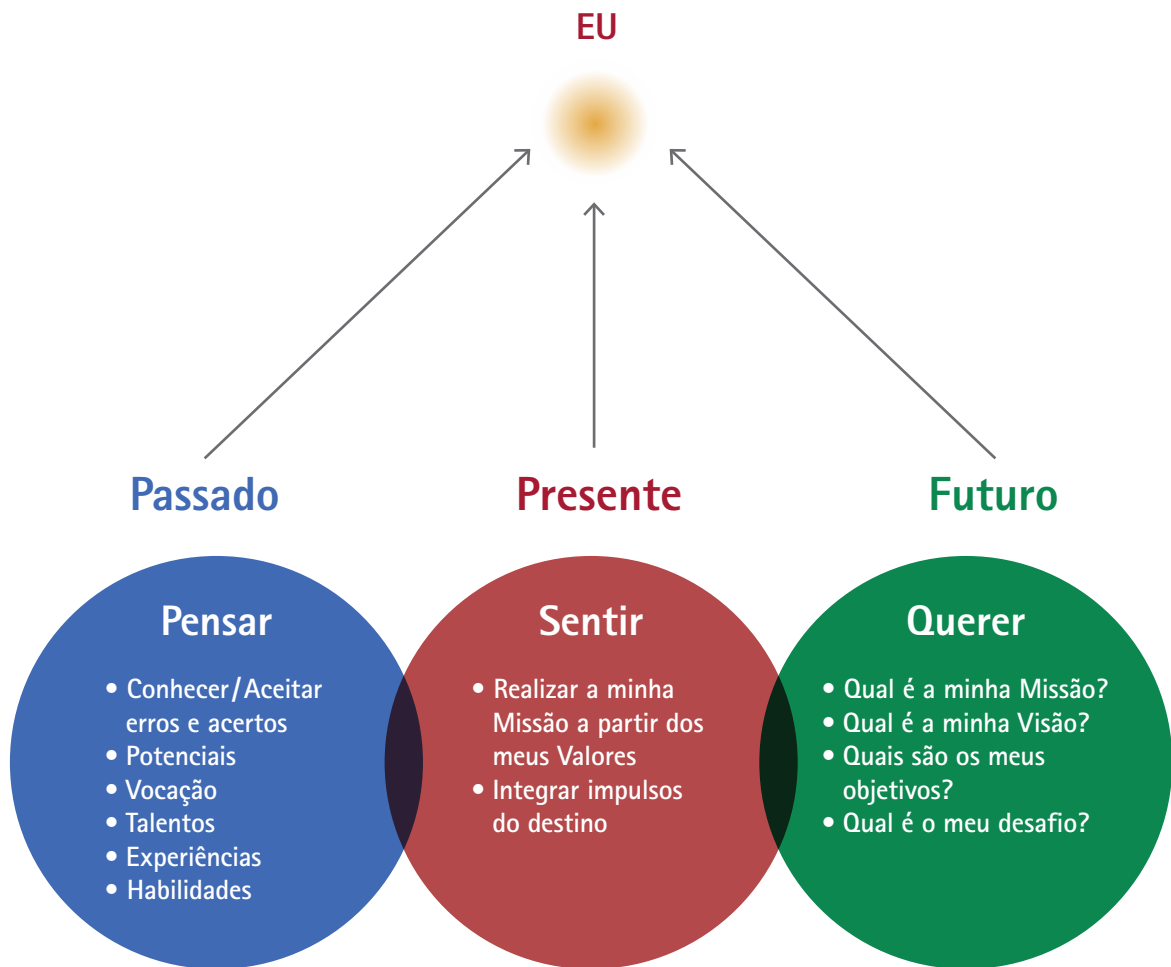 EU
Passado
Presente
Futuro
Pensar
• Conhecer/Aceitar
erros e acertos
• Potenciais
• Vocação
• Talentos
• Experiências
• Habilidades
Sentir
• Realizar a minha
Missão a partir dos
meus Valores
• Integrar impulsos
do destino
Querer
• Qual é a minha Missão?
• Qual é a minha Visão?
• Quais são os meus
objetivos?
• Qual é o meu desafio?